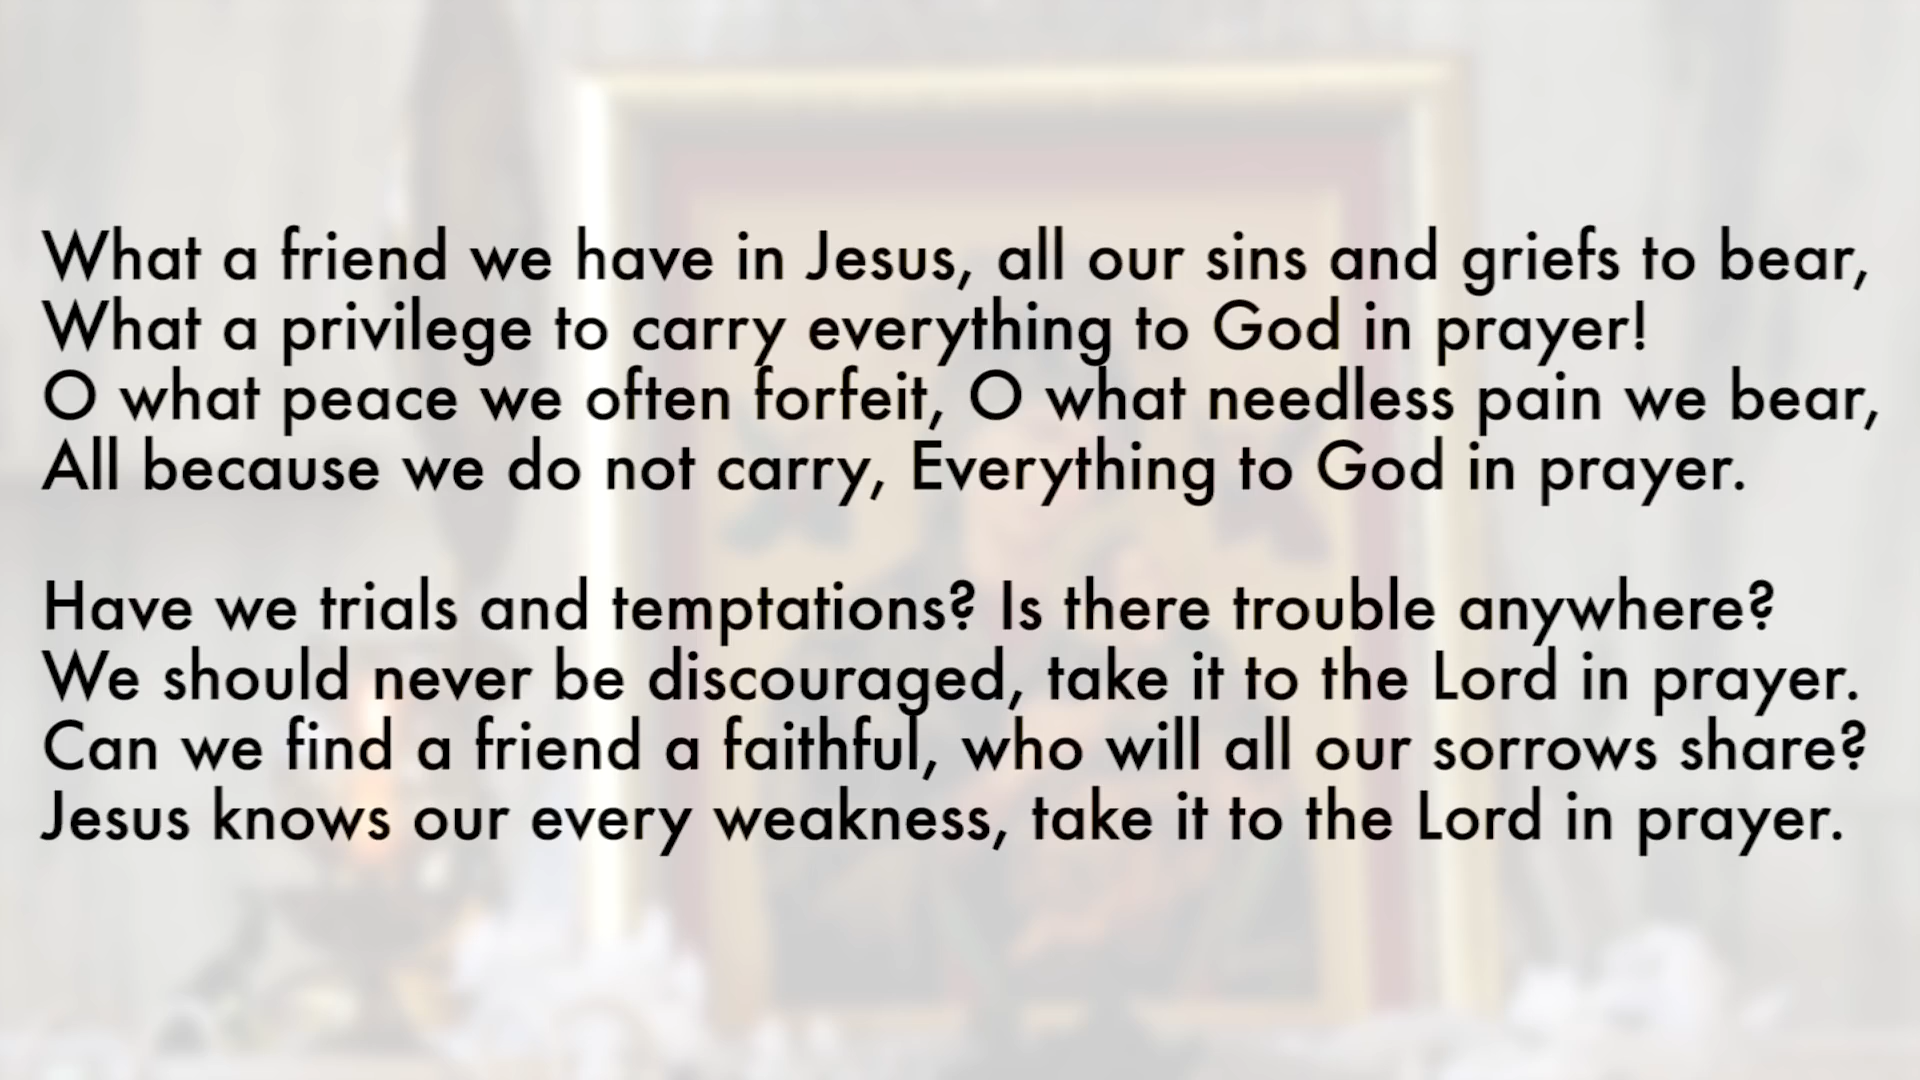 What a friend we have in Jesus, all our sins and griefs to bear,
What a privilege to carry everything to God in prayer!
O what peace we often forfeit, O what needless pain we bear,
All because we do not carry, Everything to God in prayer.
Have we trials and temptations? Is there trouble anywhere?
We should never be discouraged, take it to the Lord in prayer.
Can we find a friend a faithful, who will all our sorrows share?
Jesus knows our every weakness, take it to the Lord in prayer.